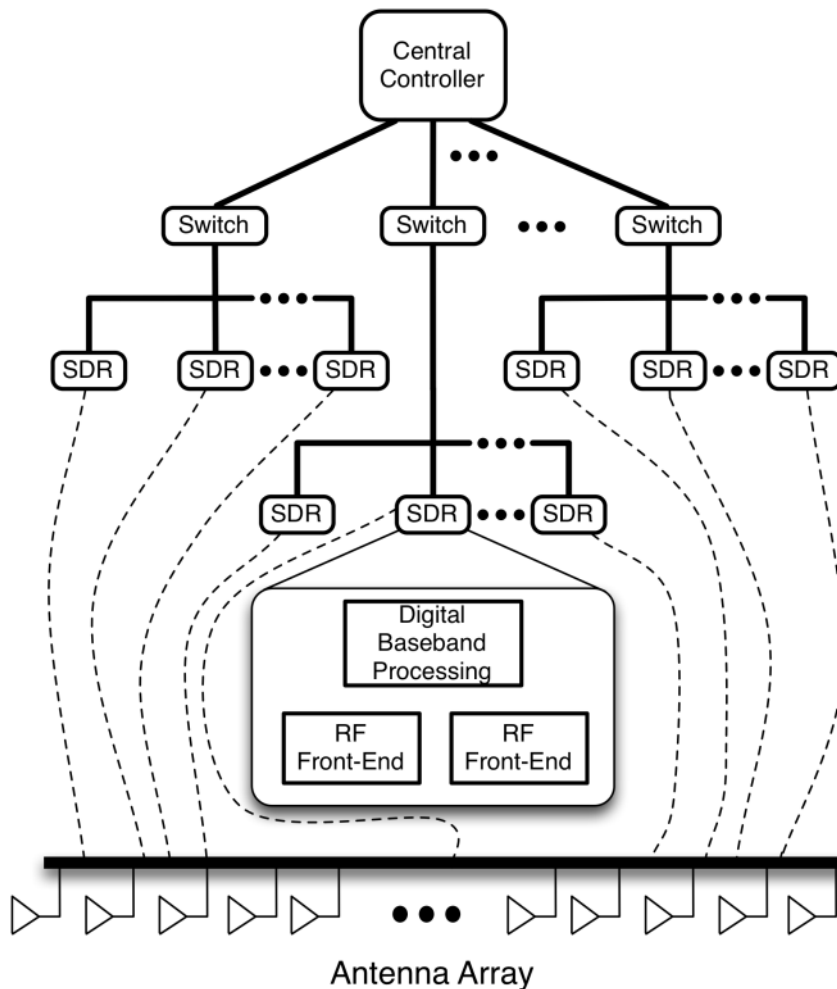 Central
Controller
Switch
Switch
Switch
SDR
SDR
SDR
SDR
SDR
SDR
SDR
SDR
SDR
Digital
Baseband
Processing
RF
Front-End
RF
Front-End
Antenna Array